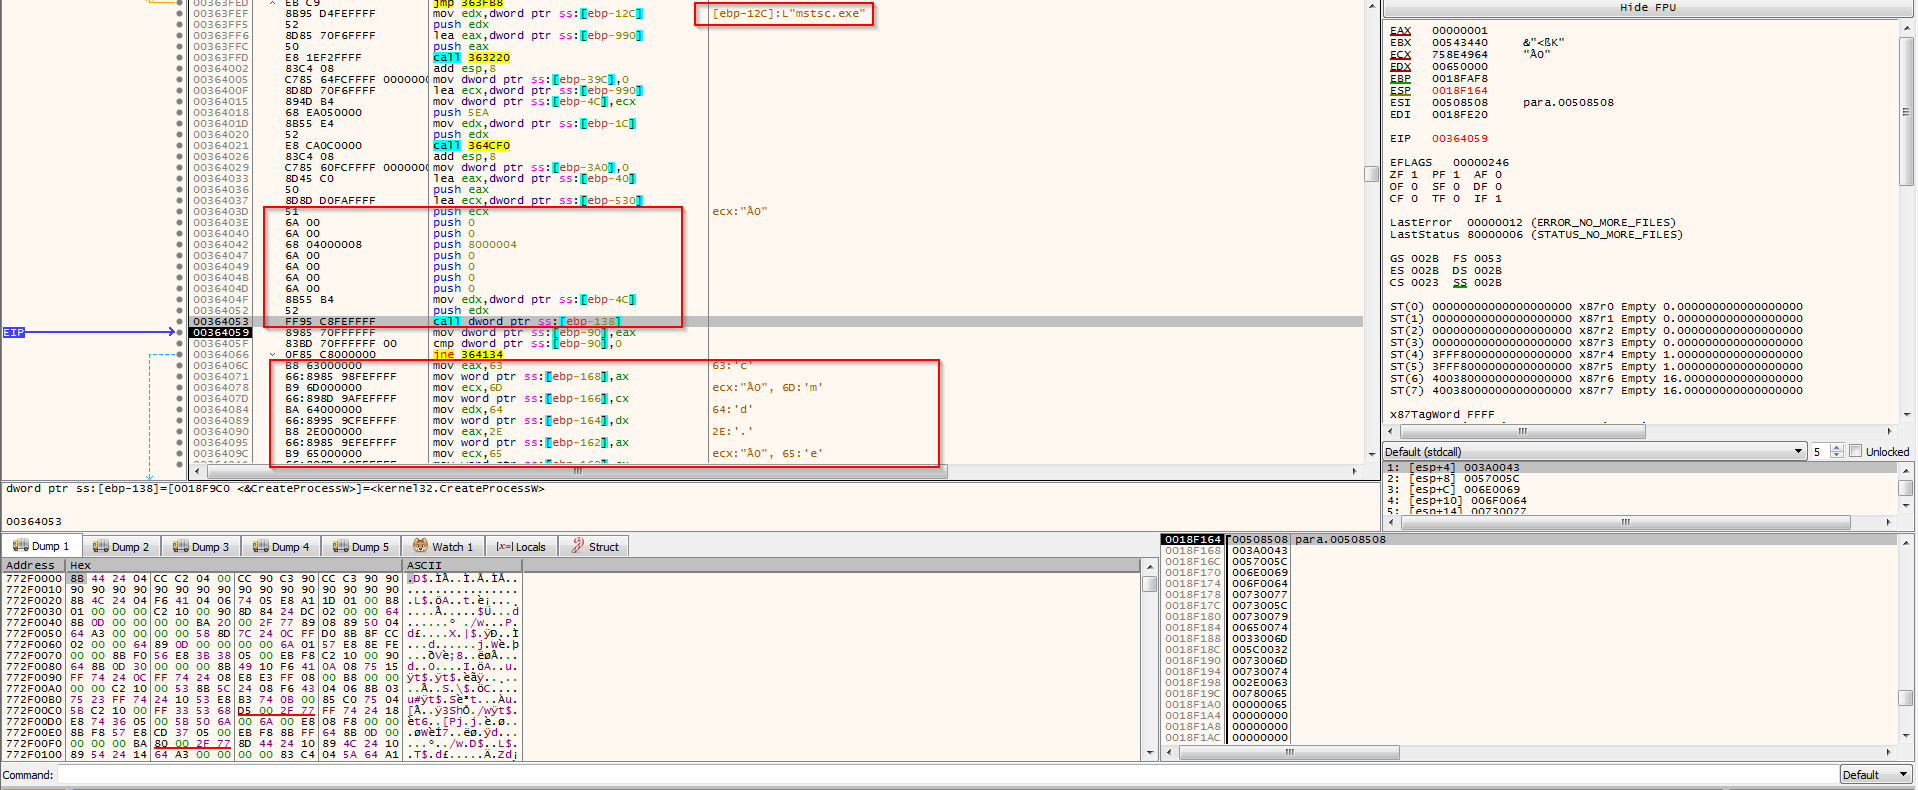 00363FED EB C9 jmp 363FB8
8B95 D4FEFFFF mov edx,dword ptr ss:[ebp-12C] [ebp-12C]:L"mstsc.exe"
00363FF5 52 push edx
00363FF6 8D85 70F6FFFF lea eax,dword ptr ss:[ebp-990]
00363FFC 50 push eax
00363FFD E8 1EF2FFFF call 363220
00364002 83C4 08 add esp,8
00364005 C785 64FCFFFF 0000000 mov dword ptr ss:[ebp-39C],0
0036400F 8D8D 70F6FFFF lea ecx,dword ptr ss:[ebp-990]
00364015 894D B4 mov dword ptr ss:[ebp-4C],ecx
00364018 68 EA050000 push 5EA
0036401D 8B55 E4 mov edx,dword ptr ss:[ebp-1C]
00364020 52 push edx
00364021 E8 CA0C0000 call 364CF0
00364026 83C4 08 add esp,8
00364029 C785 60FCFFFF 0000000 mov dword ptr ss:[ebp-3A0],0
00364033 8D45 C0 lea eax,dword ptr ss:[ebp-40]
00364036 50 push eax
00364037 8D8D D0FAFFFF lea ecx,dword ptr ss:[ebp-530]
0036403D 51 push ecx ecx:"ÂO"
0036403E 6A 00 push 0
00364040 6A 00 push 0
00364042 68 04000008 push 8000004
00364047 6A 00 push 0
00364049 6A 00 push 0
0036404B 6A 00 push 0
0036404D 6A 00 push 0
0036404F 8B55 B4 mov edx,dword ptr ss:[ebp-4C]
00364052 52 push edx
00364053 FF95 C8FEFFFF call dword ptr ss:[ebp-138]
EIP 00364059 8985 70FFFFFF mov dword ptr ss:[ebp-90],eax
0036405F 83BD 70FFFFFF 00 cmp dword ptr ss:[ebp-90],0
00364066 0F85 C8000000 jne 364134
0036406C B8 63000000 mov eax,63 63:'c'
00364071 66:8985 98FEFFFF mov word ptr ss:[ebp-168],ax
00364078 B9 6D000000 mov ecx,6D ecx:"ÂO", 6D:'m'
0036407D 66:898D 9AFEFFFF mov word ptr ss:[ebp-166],cx
00364084 BA 64000000 mov edx,64 64:'d'
00364089 66:8995 9CFEFFFF mov word ptr ss:[ebp-164],dx
00364090 B8 2E000000 mov eax,2E 2E:'.'
00364095 66:8985 9EFEFFFF mov word ptr ss:[ebp-162],ax
0036409C B9 65000000 mov ecx,65 ecx:"ÂO", 65:'e'
dword ptr ss:[ebp-138]=[0018F9C0 <&CreateProcessW>]=<kernel32.CreateProcessW>
00364053
Hide FPU
EAX 00000001
EBX 00543440 &"<ßK"
ECX 758E4964 "ÂO"
EDX 00650000
EBP 0018FAF8
ESP 0018F164
ESI 00508508 para.00508508
EDI 0018FE20
EIP 00364059
EFLAGS 00000246
ZF 1 PF 1 AF 0
OF 0 SF 0 DF 0
CF 0 TF 0 IF 1
LastError 00000012 (ERROR_NO_MORE_FILES)
LastStatus 80000006 (STATUS_NO_MORE_FILES)
GS 002B FS 0053
ES 002B DS 002B
CS 0023 SS 002B
ST(0) 00000000000000000000 x87r0 Empty 0.000000000000000000
ST(1) 00000000000000000000 x87r1 Empty 0.000000000000000000
ST(2) 00000000000000000000 x87r2 Empty 0.000000000000000000
ST(3) 00000000000000000000 x87r3 Empty 0.000000000000000000
ST(4) 3FFF8000000000000000 x87r4 Empty 1.000000000000000000
ST(5) 3FFF8000000000000000 x87r5 Empty 1.000000000000000000
ST(6) 40038000000000000000 x87r6 Empty 16.00000000000000000
ST(7) 40038000000000000000 x87r7 Empty 16.00000000000000000
x87TagWord FFFF
Default (stdcall) 5 Unlocked
1: [esp+4] 003A0043
2: [esp+8] 0057005C
3: [esp+C] 006E0069
4: [esp+10] 006F0064
5: [esp+14] 00730077
Dump 1 Dump 2 Dump 3 Dump 4 Dump 5 Watch 1 [x=] Locals Struct
Address Hex ASCII
772F0000 8B 44 24 04 CC C2 04 00 CC 90 C3 90 CC C3 90 90
772F0010 90 90 90 90 90 90 90 90 90 90 90 90 90 90 90 90
772F0020 8B 4C 24 04 F6 41 04 06 74 05 E8 A1 1D 01 00 B8
772F0030 01 00 00 00 C2 10 00 90 8D 84 24 DC 02 00 00 64
772F0040 8B 0D 00 00 00 00 BA 20 00 2F 77 89 08 89 50 04
772F0050 64 A3 00 00 00 00 58 8D 7C 24 0C FF D0 8B 8F CC
772F0060 02 00 00 64 89 0D 00 00 00 00 6A 01 57 E8 8E FE
772F0070 00 00 8B F0 56 E8 3B 38 05 00 EB F8 C2 10 00 90
772F0080 64 8B 0D 30 00 00 00 8B 49 10 F6 41 0A 08 75 15
772F0090 FF 74 24 0C FF 74 24 08 E8 E3 FF 08 00 B8 00 00
772F00A0 00 00 C2 10 00 53 8B 5C 24 08 F6 43 04 06 8B 03
772F00B0 75 23 FF 74 24 10 53 E8 B3 74 0B 00 85 C0 75 04
772F00C0 5B C2 10 00 FF 33 53 68 D5 00 2F 77 FF 74 24 18
772F00D0 E8 74 36 05 00 5B 50 6A 00 6A 00 E8 08 F8 00 00
772F00E0 8B F8 57 E8 CD 37 05 00 EB F8 8B FF 64 8B 0D 00
772F00F0 00 00 00 BA 80 00 2F 77 8D 44 24 10 89 4C 24 10
772F0100 89 54 24 14 64 A3 00 00 00 00 83 C4 04 5A 64 A1
0018F164 00508508 para.00508508
0018F168 003A0043
0018F16C 0057005C
0018F170 006E0069
0018F174 006F0064
0018F178 00730077
0018F17C 0073005C
0018F180 00730079
0018F184 00650074
0018F188 0033006D
0018F18C 005C0032
0018F190 0073006D
0018F194 00730074
0018F198 002E0063
0018F19C 00780065
0018F1A0 00000065
0018F1A4 00000000
0018F1A8 00000000
0018F1AC 00000000
Command: Default